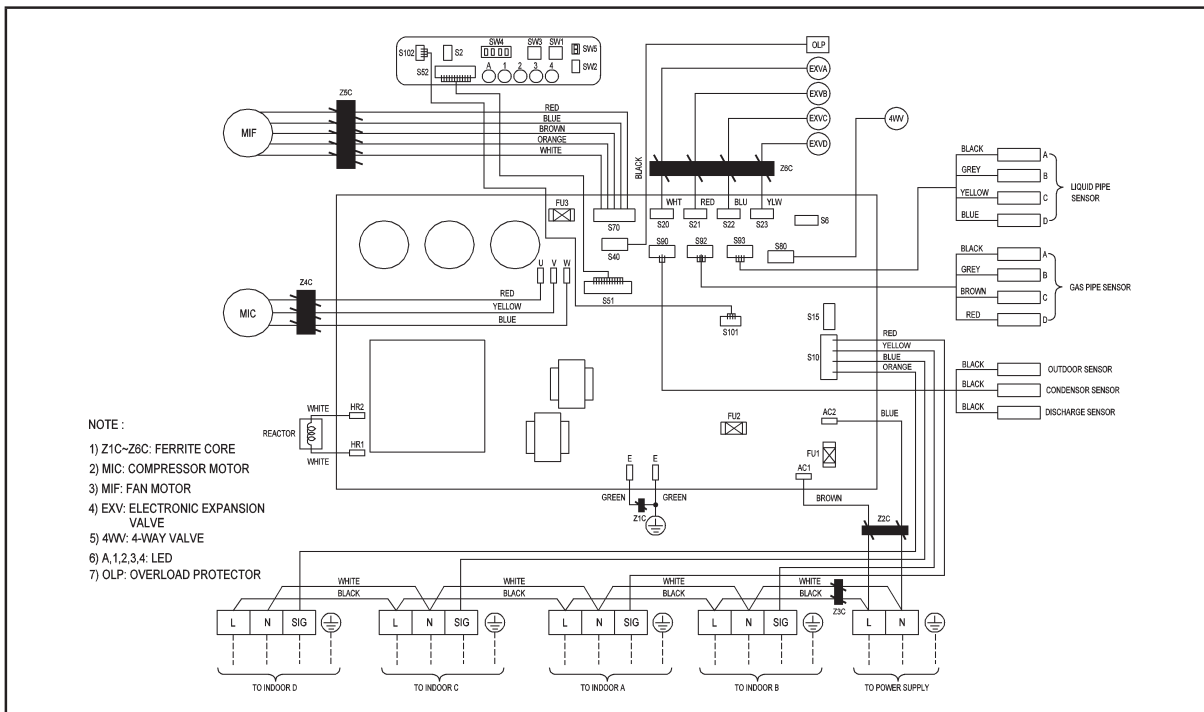 S102
S2
SW4
SW3
SW1
SW5
SW2
S52
A 1 2 3 4
OLP
EXVA
EXVB
EXVC
EXVD
4WV
Z5C
MIF
RED
BLUE
BROWN
ORANGE
WHITE
BLACK
Z6C
WHT RED BLU YLW
S20 S21 S22 S23
S6
FU3
S70
S40
S90 S92 S93 S80
U V W
S51
S101
Z4C
MIC
RED
YELLOW
BLUE
BLACK A
GREY B
YELLOW C
BLUE D
LIQUID PIPE
SENSOR
BLACK A
GREY B
BROWN C
RED D
GAS PIPE SENSOR
S15
S10
RED
YELLOW
BLUE
ORANGE
BLACK OUTDOOR SENSOR
BLACK CONDENSOR SENSOR
BLACK DISCHARGE SENSOR
WHITE HR2
REACTOR
WHITE HR1
FU2
AC2 BLUE
FU1
AC1
BROWN
E E
GREEN GREEN
Z1C
Z2C
NOTE :
1) Z1C~Z6C: FERRITE CORE
2) MIC: COMPRESSOR MOTOR
3) MIF: FAN MOTOR
4) EXV: ELECTRONIC EXPANSION
VALVE
5) 4WV: 4-WAY VALVE
6) A,1,2,3,4: LED
7) OLP: OVERLOAD PROTECTOR
WHITE WHITE WHITE WHITE
BLACK BLACK BLACK BLACK
Z3C
L N SIG L N SIG L N SIG L N SIG L N
TO INDOOR D TO INDOOR C TO INDOOR A TO INDOOR B TO POWER SUPPLY